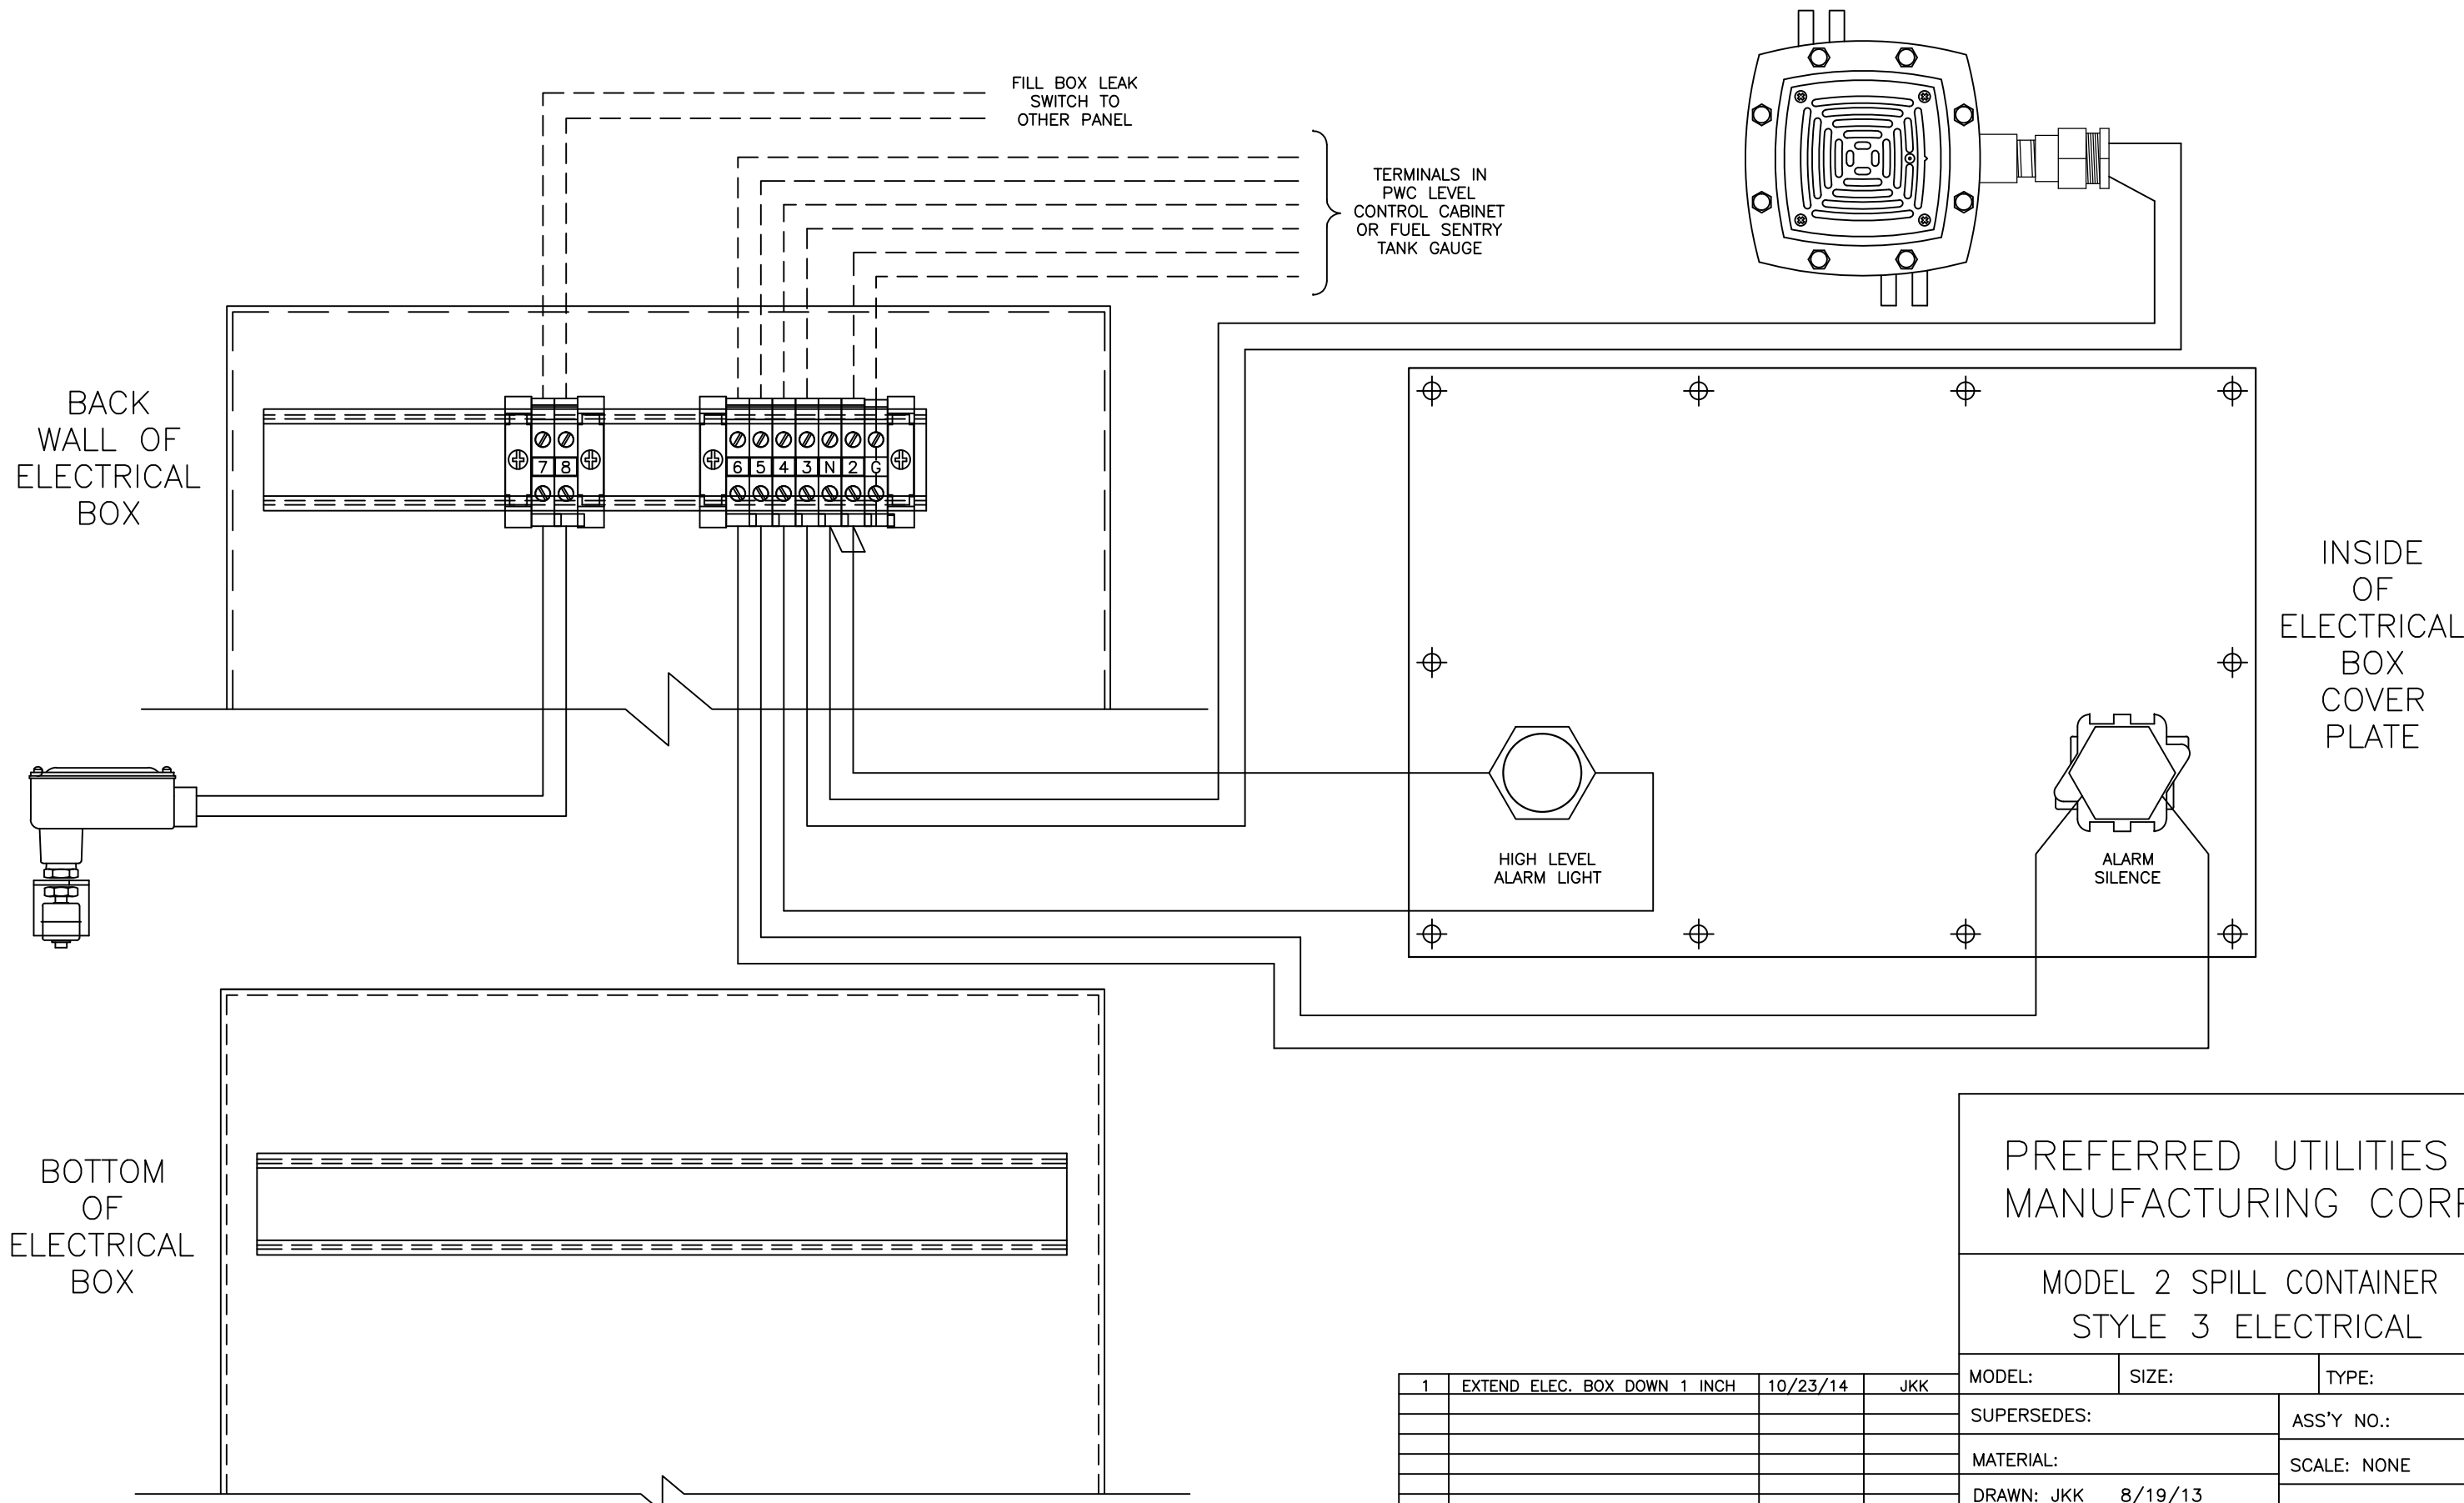 FILL BOX LEAK
SWITCH TO
OTHER PANEL
TERMINALS IN
PWC LEVEL
CONTROL CABINET
OR FUEL SENTRY
TANK GAUGE
BACK
WALL OF
ELECTRICAL
BOX
7 8
6 5 4 3 N 2 G
INSIDE
OF
ELECTRICAL
BOX
COVER
PLATE
HIGH LEVEL
ALARM LIGHT
ALARM
SILENCE
BOTTOM
OF
ELECTRICAL
BOX
PREFERRED UTILITIES
MANUFACTURING CORP
MODEL 2 SPILL CONTAINER
STYLE 3 ELECTRICAL
MODEL: SIZE: TYPE:
1 EXTEND ELEC. BOX DOWN 1 INCH 10/23/14 JKK
SUPERSEDES: ASS'Y NO.:
MATERIAL: SCALE: NONE
DRAWN: JKK 8/19/13